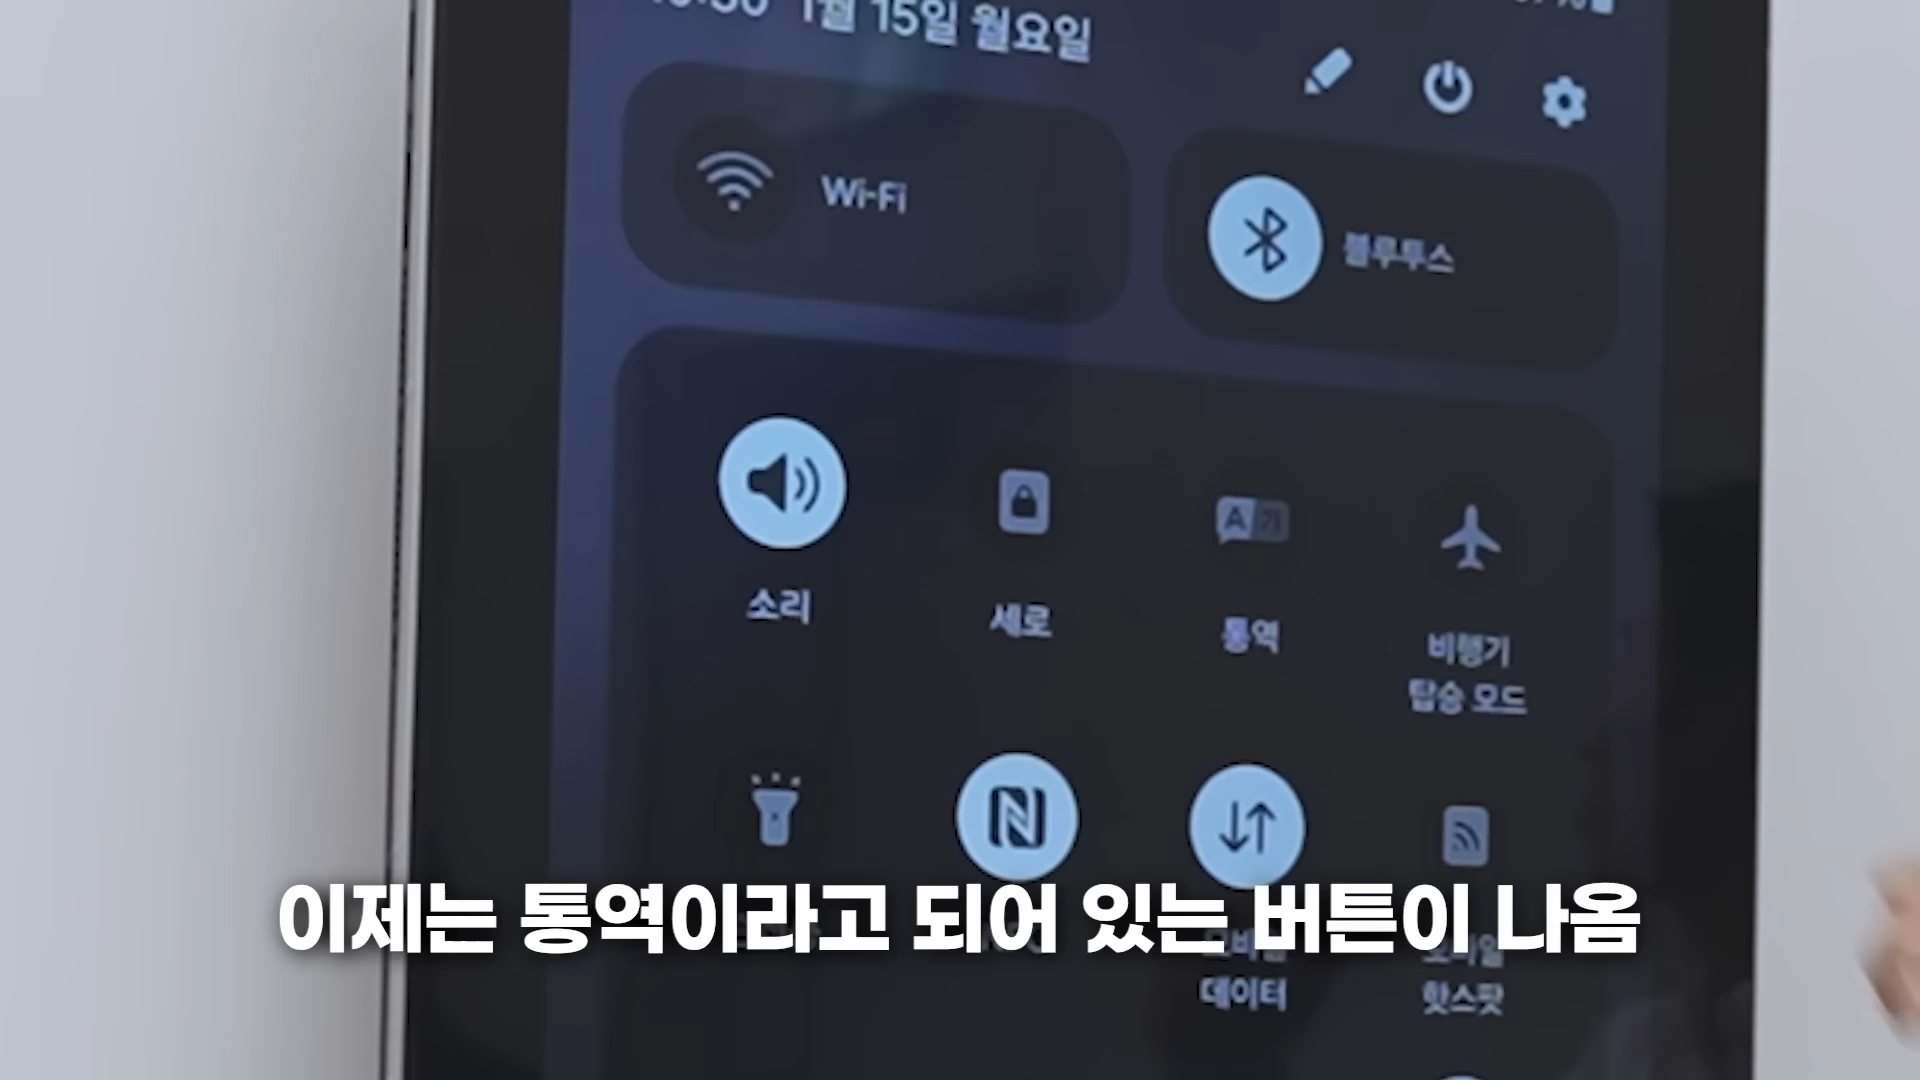 1월 15일 월요일
Wi-Fi
블루투스
A 가
소리
세로
통역
비행기
탑승 모드
이제는 통역이라고 되어 있는 버튼이 나옴
데이터
핫스팟